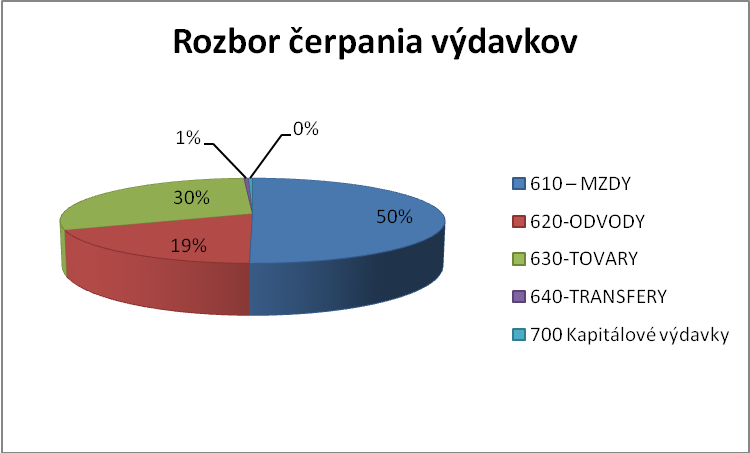 Rozbor čerpania výdavkov
1%
0%
30%
50%
19%
610 – MZDY
620-ODVODY
630-TOVARY
640-TRANSFERY
700 Kapitálové výdavky